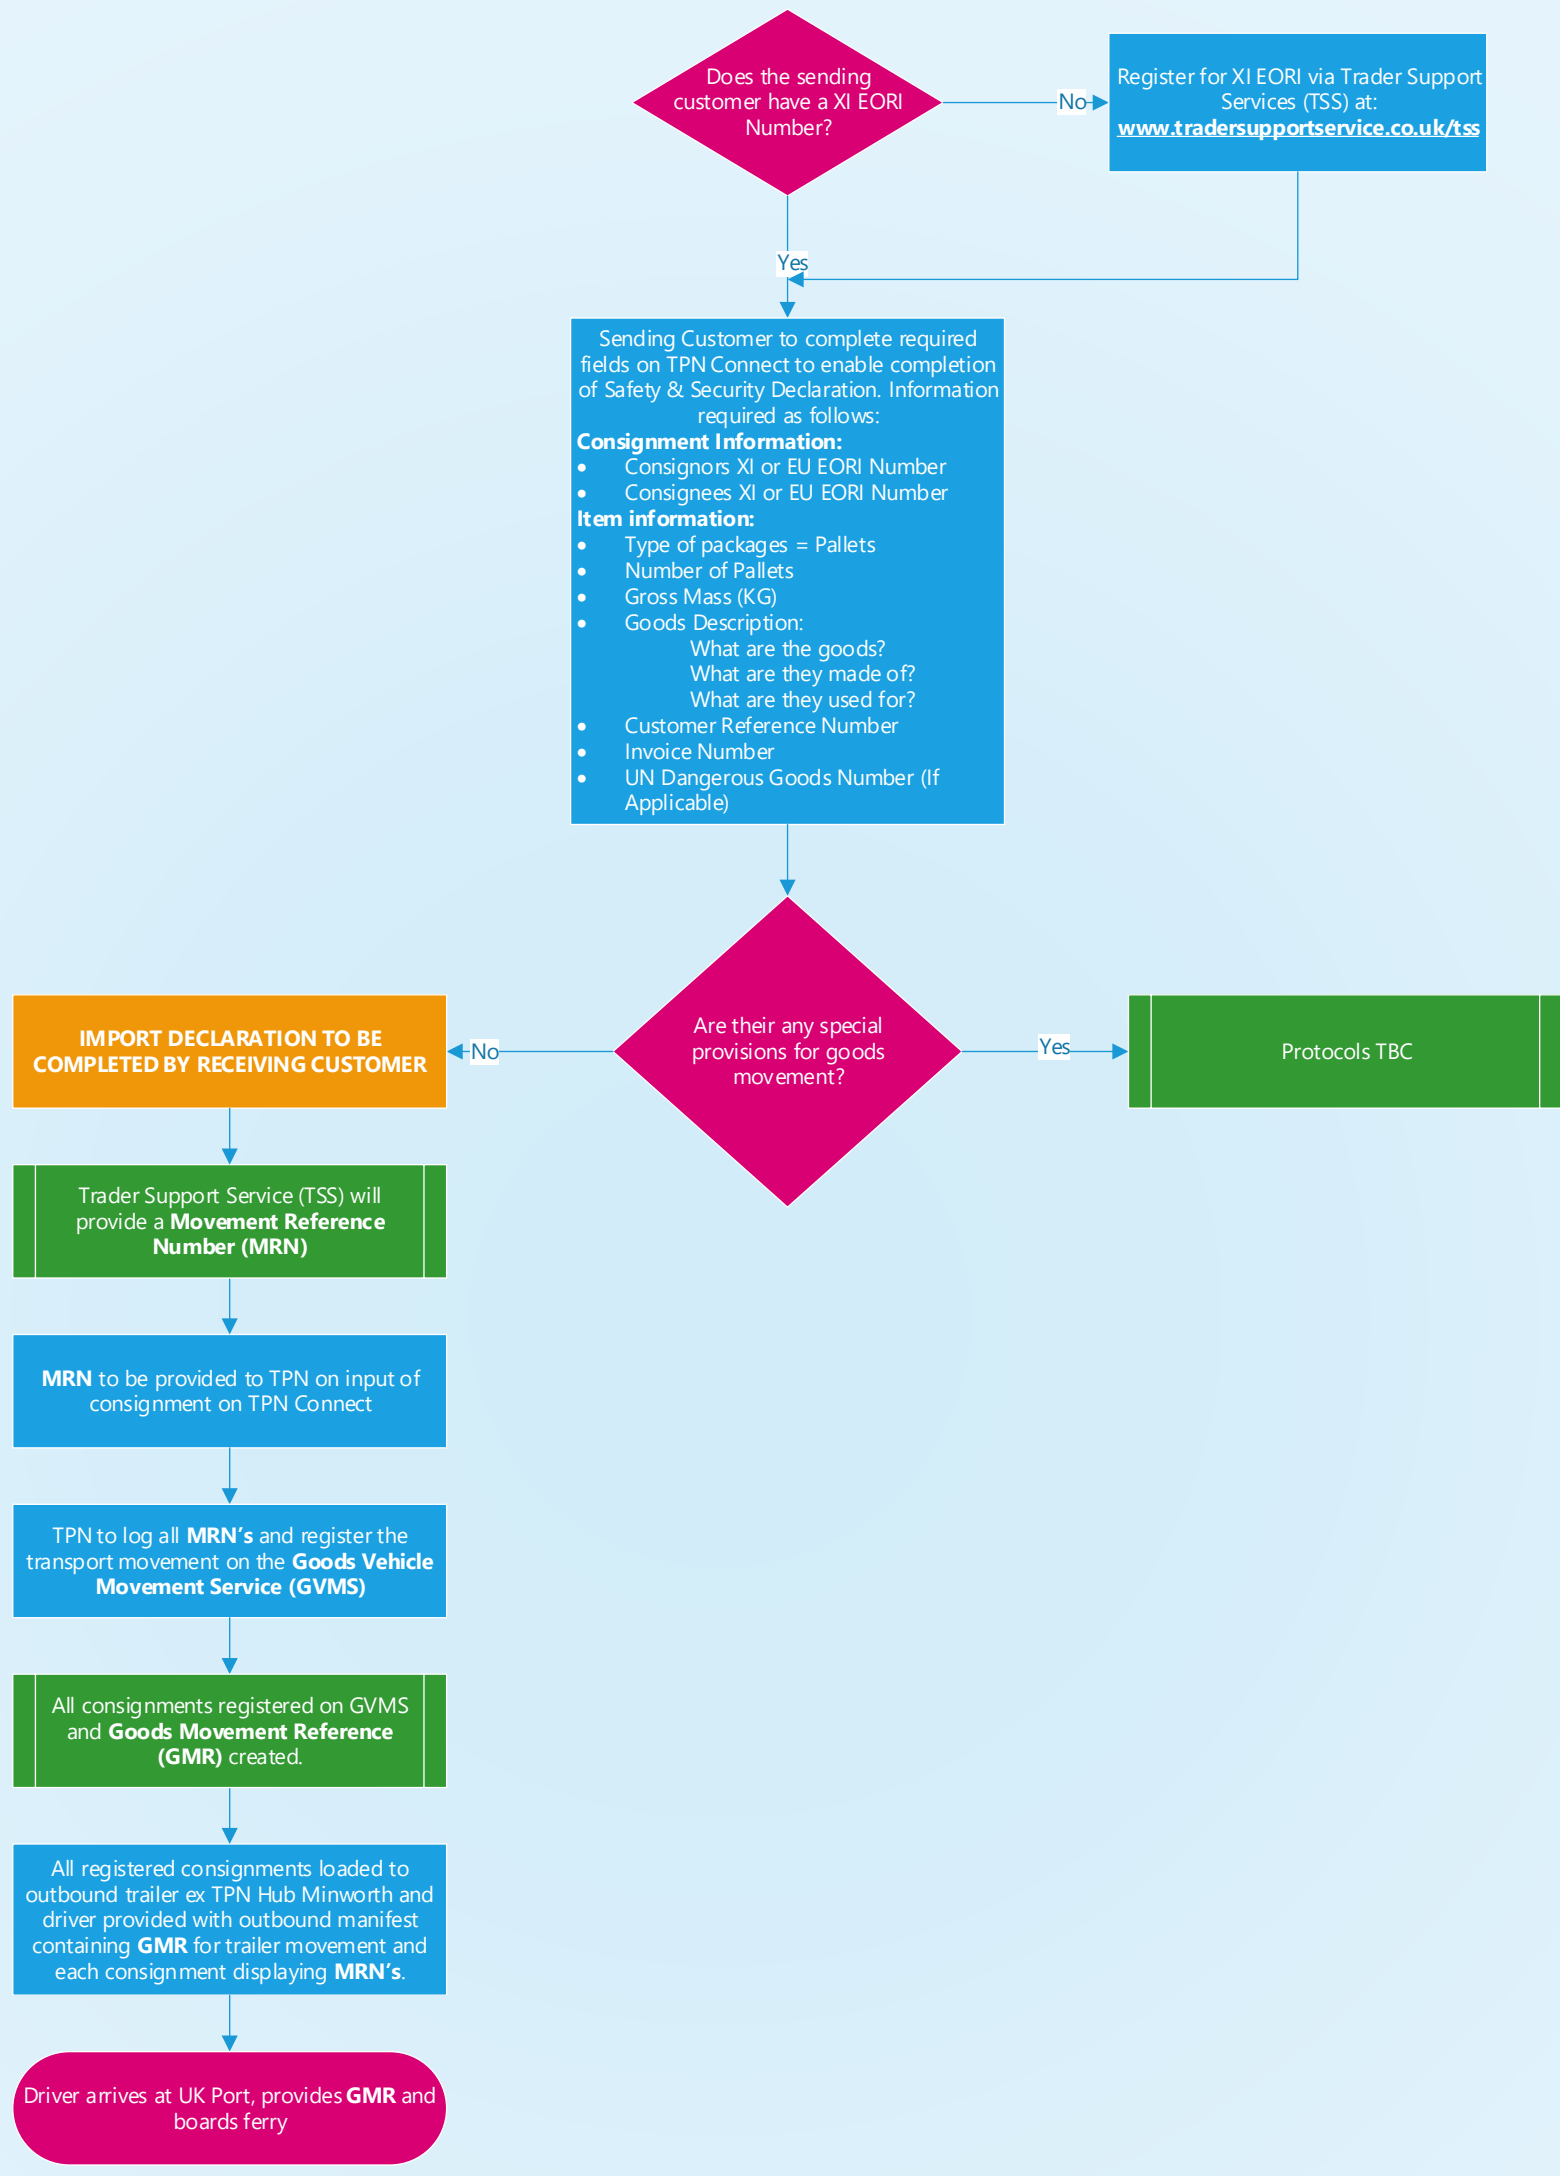 Does the sending
customer have a XI EORI
Number?
No
Register for XI EORI via Trader Support
Services (TSS) at:
www.tradersupportservice.co.uk/tss
Yes
Sending Customer to complete required
fields on TPN Connect to enable completion
of Safety & Security Declaration. Information
required as follows:
Consignment Information:
• Consignors XI or EU EORI Number
• Consignees XI or EU EORI Number
Item information:
• Type of packages = Pallets
• Number of Pallets
• Gross Mass (KG)
• Goods Description:
What are the goods?
What are they made of?
What are they used for?
• Customer Reference Number
• Invoice Number
• UN Dangerous Goods Number (If
Applicable)
Are their any special
provisions for goods
movement?
No
Yes
Protocols TBC
IMPORT DECLARATION TO BE
COMPLETED BY RECEIVING CUSTOMER
Trader Support Service (TSS) will
provide a Movement Reference
Number (MRN)
MRN to be provided to TPN on input of
consignment on TPN Connect
TPN to log all MRN’s and register the
transport movement on the Goods Vehicle
Movement Service (GVMS)
All consignments registered on GVMS
and Goods Movement Reference
(GMR) created.
All registered consignments loaded to
outbound trailer ex TPN Hub Minworth and
driver provided with outbound manifest
containing GMR for trailer movement and
each consignment displaying MRN’s.
Driver arrives at UK Port, provides GMR and
boards ferry